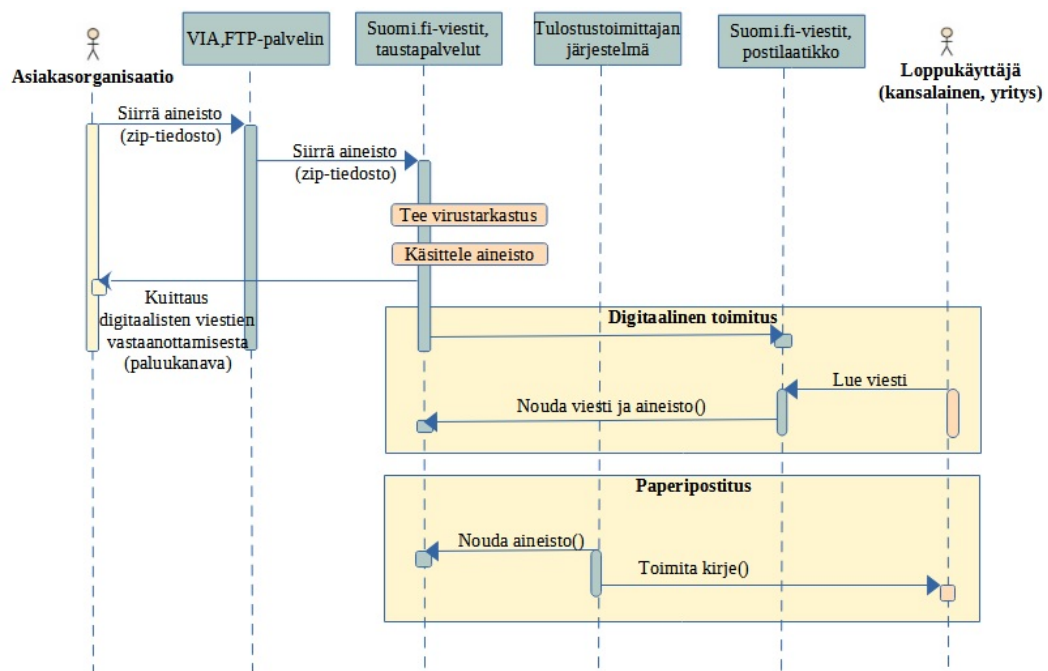 Asiakasorganisaatio
VIA,FTP-palvelin
Suomi.fi-viestit,
taustapalvelut
Tulostustoimittajan
järjestelmä
Suomi.fi-viestit,
postilaatikko
Loppukäyttäjä
(kansalainen, yritys)
Siirrä aineisto
(zip-tiedosto)
Siirrä aineisto
(zip-tiedosto)
Tee virustarkastus
Käsittele aineisto
Kuittaus
digitaalisten viestien
vastaanottamisesta
(paluukanava)
Digitaalinen toimitus
Lue viesti
Nouda viesti ja aineisto()
Paperipostitus
Nouda aineisto()
Toimita kirje()